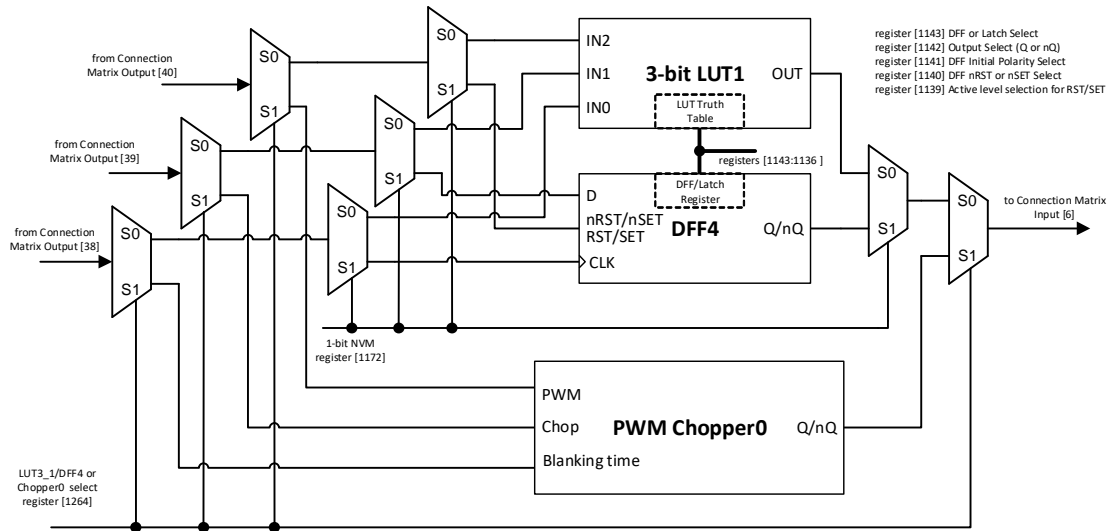 S0
S1
from Connection
Matrix Output [40]
S0
S1
IN2
IN1
IN0
3-bit LUT1
OUT
LUT Truth
Table
register [1143] DFF or Latch Select
register [1142] Output Select (Q or nQ)
register [1141] DFF Initial Polarity Select
register [1140] DFF nRST or nSET Select
register [1139] Active level selection for RST/SET
from Connection
Matrix Output [39]
S0
S1
S0
S1
registers [1143:1136 ]
from Connection
Matrix Output [38]
S0
S1
S0
S1
D
nRST/nSET
RST/SET
CLK
DFF/Latch
Register
DFF4
Q/nQ
S0
S1
S0
S1
to Connection Matrix
Input [6]
1-bit NVM
register [1172]
PWM
Chop
Blanking time
PWM Chopper0
Q/nQ
LUT3_1/DFF4 or
Chopper0 select
register [1264]